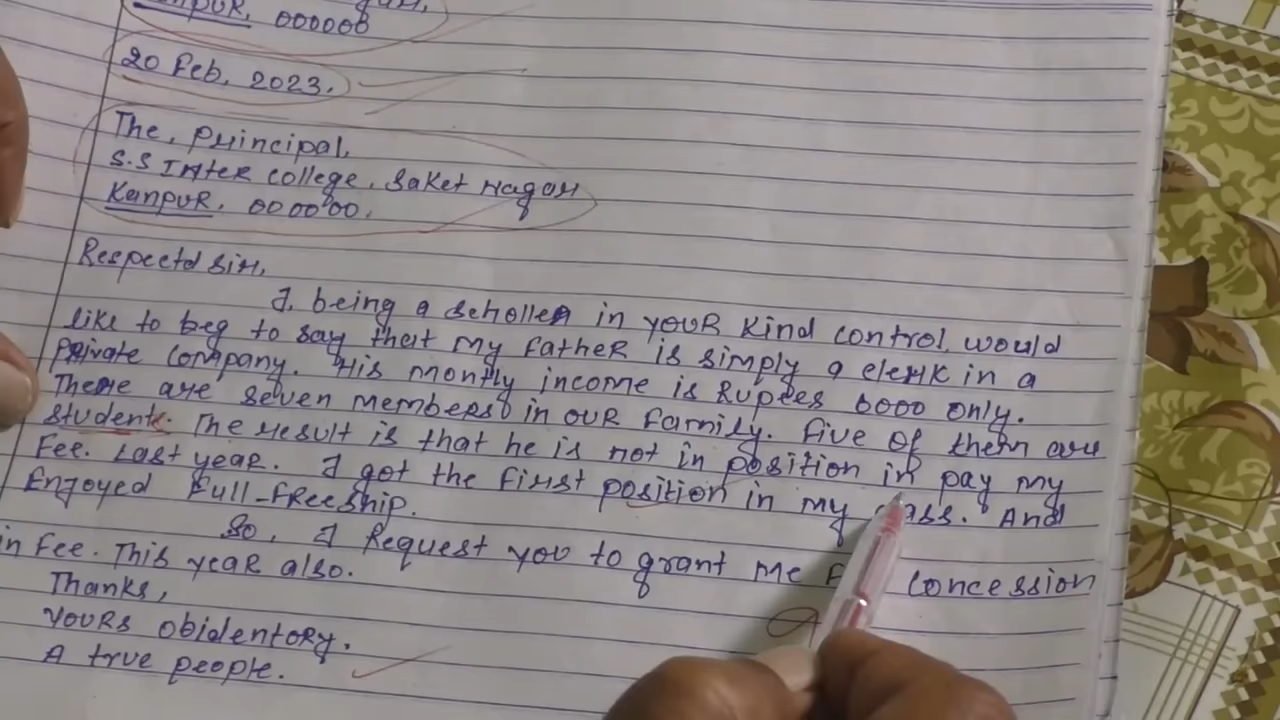 000008
20 Feb, 2023.
The, Principal,
S.S Inter college, Saket Nagar
Kanpur, 000000.
Respectd sir,
I, being a scholler in your kind control, would
like to beg to say that my father is simply a clerk in a
private company. His montly income is Rupees 6000 only.
There are seven members in our family. Five of them are
students. The result is that he is not in position in pay my
Fee. Last year. I got the first position in my class. And
Enjoyed Full-Freeship.
So, I Request you to grant me concession
in Fee. This year also.
Thanks,
Yours obidentory.
A true people.